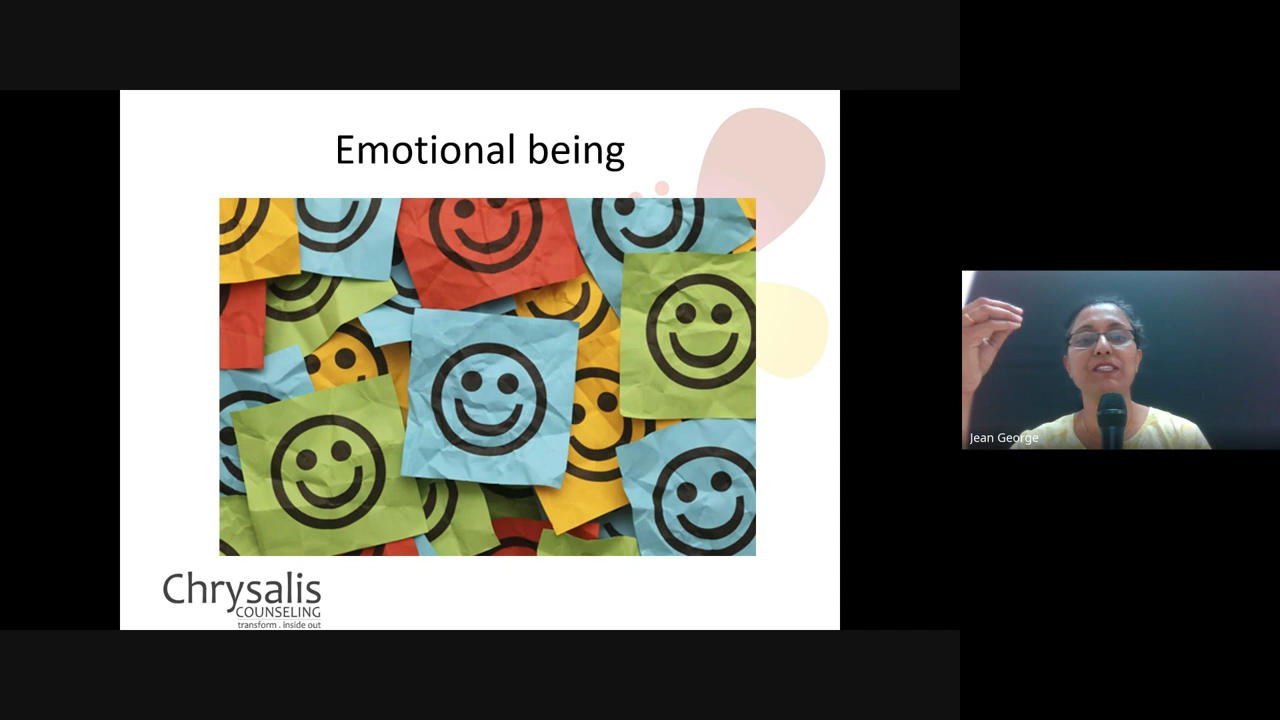 Emotional being
Chrysalis
COUNSELING
transform . inside out
Jean George